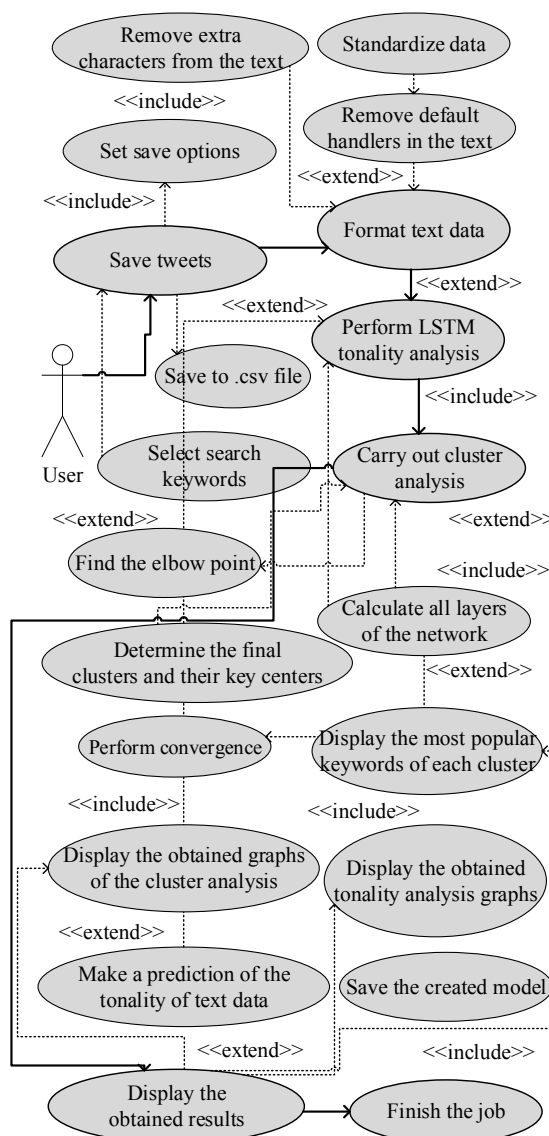 Remove extra
characters from the text
Standardize data
<<include>>
Remove default
handlers in the text
Set save options
<<extend>>
<<include>>
Format text data
Save tweets
<<extend>>
<<extend>>
Perform LSTM
tonality analysis
Save to .csv file
<<include>>
User
Select search
keywords
Carry out cluster
analysis
<<extend>>
<<extend>>
Find the elbow point
<<include>>
Calculate all layers
of the network
Determine the final
clusters and their key centers
<<extend>>
Perform convergence
Display the most popular
keywords of each cluster
<<include>>
<<include>>
Display the obtained graphs
of the cluster analysis
Display the obtained
tonality analysis graphs
<<extend>>
Make a prediction of the
tonality of text data
Save the created model
<<extend>>
<<include>>
Display the
obtained results
Finish the job